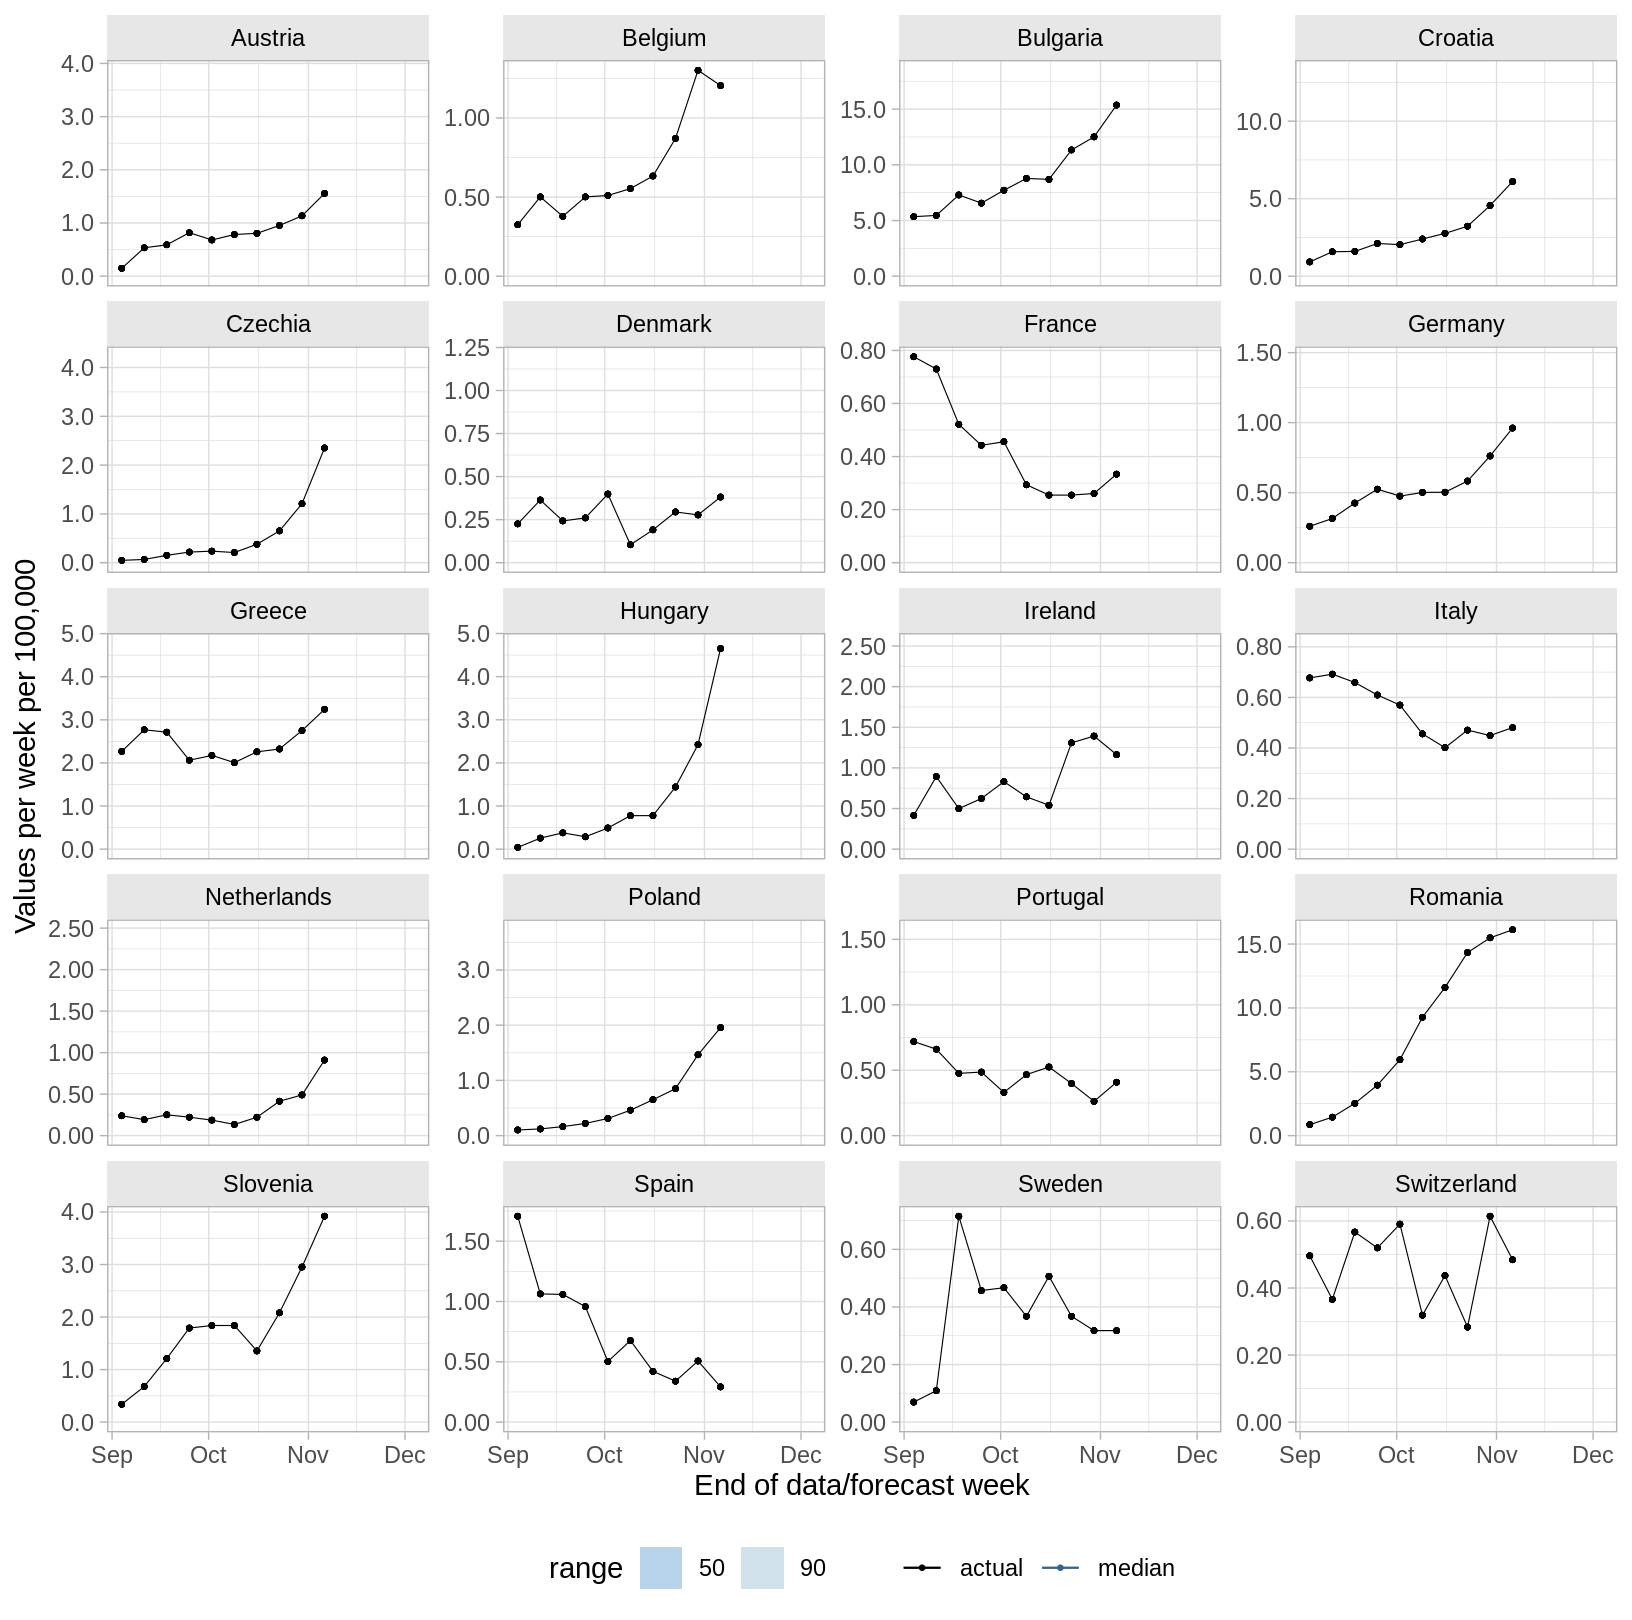 Austria Belgium Bulgaria Croatia
4.0 3.0 2.0 1.0 0.0
1.00 0.50 0.00
15.0 10.0 5.0 0.0
10.0 5.0 0.0
Czechia Denmark France Germany
4.0 3.0 2.0 1.0 0.0
1.25 1.00 0.75 0.50 0.25 0.00
0.80 0.60 0.40 0.20 0.00
1.50 1.00 0.50 0.00
Values per week per 100,000
Greece Hungary Ireland Italy
5.0 4.0 3.0 2.0 1.0 0.0
5.0 4.0 3.0 2.0 1.0 0.0
2.50 2.00 1.50 1.00 0.50 0.00
0.80 0.60 0.40 0.20 0.00
Netherlands Poland Portugal Romania
2.50 2.00 1.50 1.00 0.50 0.00
3.0 2.0 1.0 0.0
1.50 1.00 0.50 0.00
15.0 10.0 5.0 0.0
Slovenia Spain Sweden Switzerland
4.0 3.0 2.0 1.0 0.0
1.50 1.00 0.50 0.00
0.60 0.40 0.20 0.00
0.60 0.40 0.20 0.00
Sep Oct Nov Dec Sep Oct Nov Dec Sep Oct Nov Dec Sep Oct Nov Dec
End of data/forecast week
range 50 90 actual median